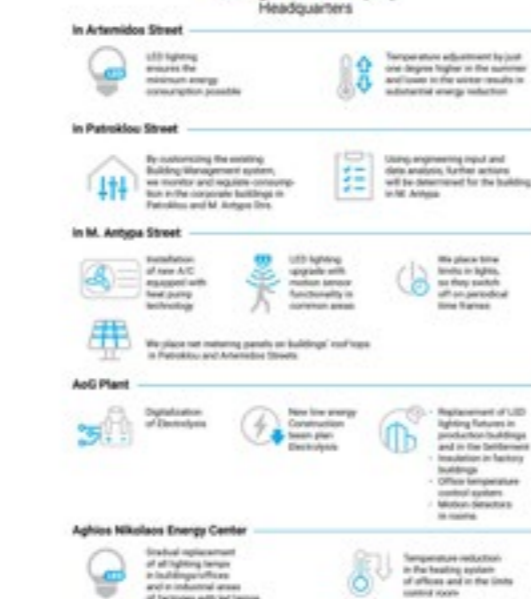 Headquarters
In Artemidos Street
LED lighting
ensures the
minimum energy
consumption possible
Temperature adjustment by just
one degree higher in the summer
and lower in the winter results in
substantial energy reduction
In Patroklou Street
By customizing the existing
Building Management system,
we monitor and regulate consump-
tion in the corporate buildings in
Patroklou and M. Antypa Strs.
Using engineering input and
data analysis, further actions
will be determined for the building
in M. Antypa
In M. Antypa Street
Installation
of new A/C
equipped with
heat pump
technology
LED lighting
upgrade with
motion sensor
functionality in
common areas
We place time
limits in lights,
so they switch
off on periodical
time frames
We place net metering panels on buildings' roof tops
in Patroklou and Artemidos Streets
AoG Plant
Digitalization
of Electrolysis
New line energy
Construction
beam plan
Electrolysis
- Replacement of LED
lighting fixtures in
production buildings
and in the Settlement
- Insulation in factory
buildings
- Office temperature
control system
- Motion detectors
in rooms
Aghios Nikolaos Energy Center
LED
Gradual replacement
of all lighting lamps
in buildings/offices
and in industrial areas
of factories with led lamps
Temperature reduction
in the heating system
of offices and in the Units
control room